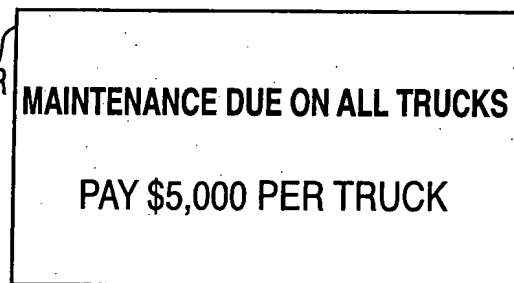 R
MAINTENANCE DUE ON ALL TRUCKS
PAY $5,000 PER TRUCK